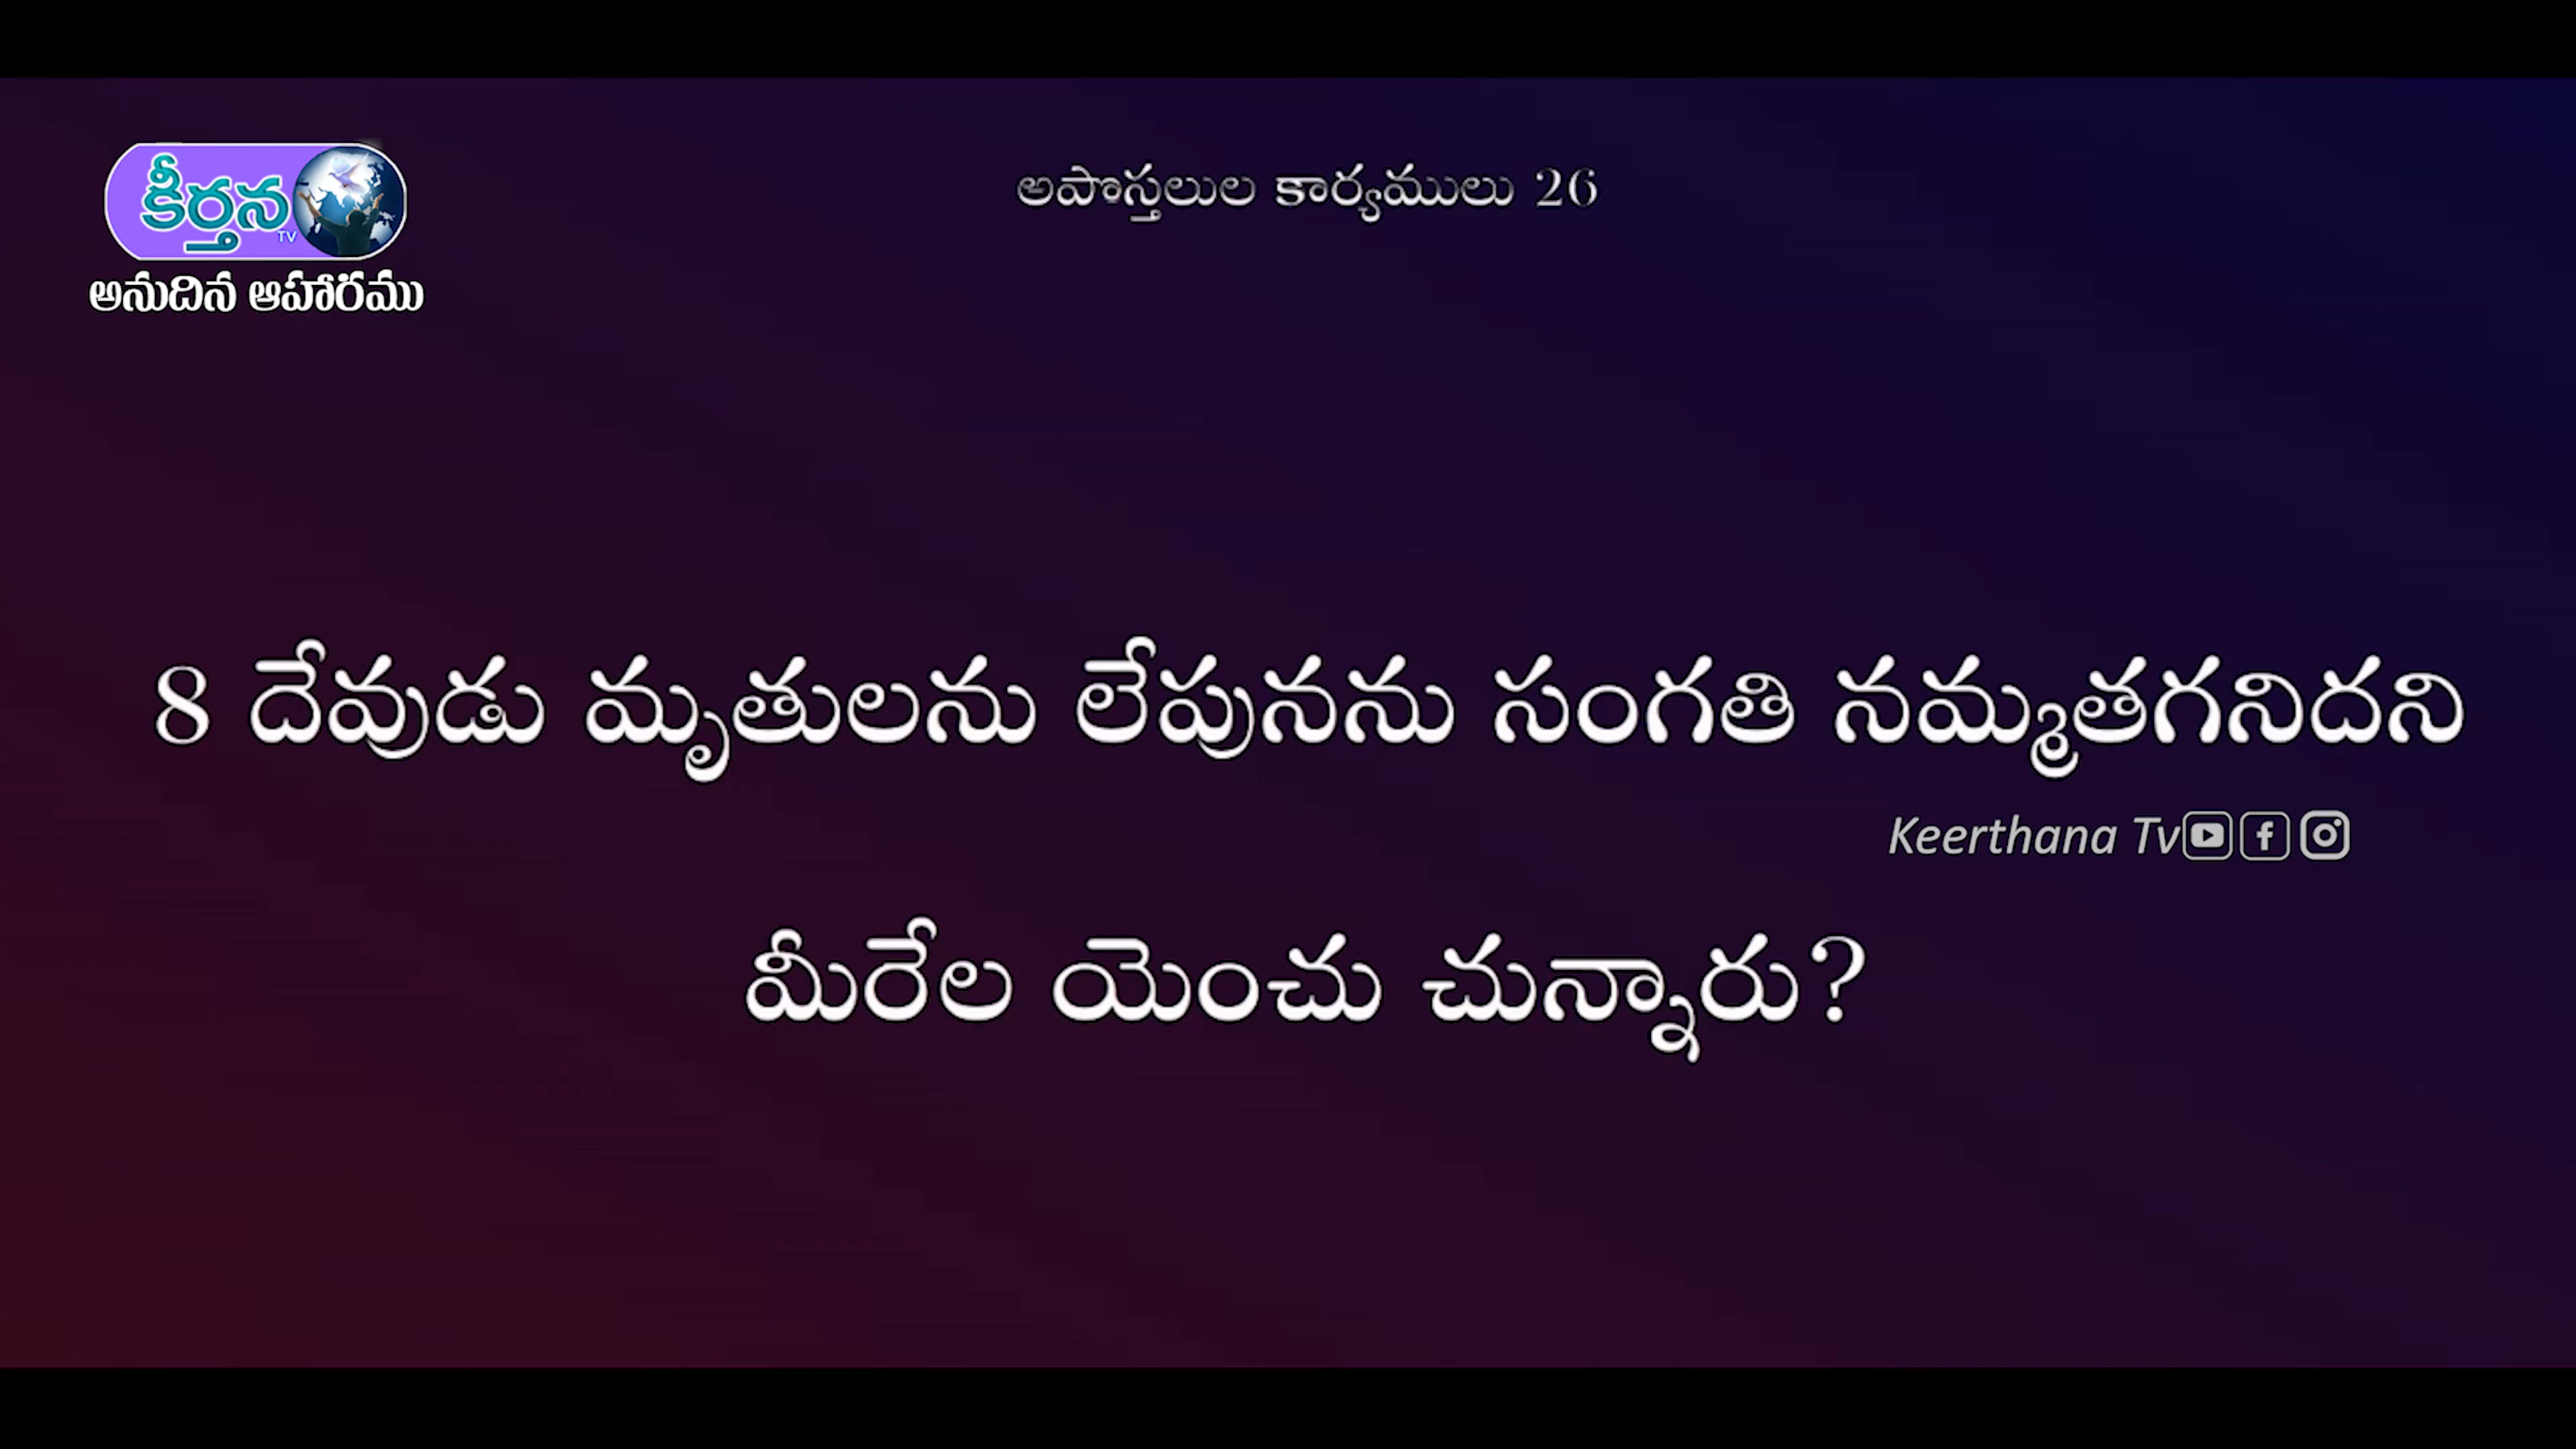 కీర్తన
TV
అనుదిన ఆహారము
అపొస్తలుల కార్యములు 26
8 దేవుడు మృతులను లేపునను సంగతి నమ్మతగనిదని
Keerthana Tv
మీరేల యెంచు చున్నారు?